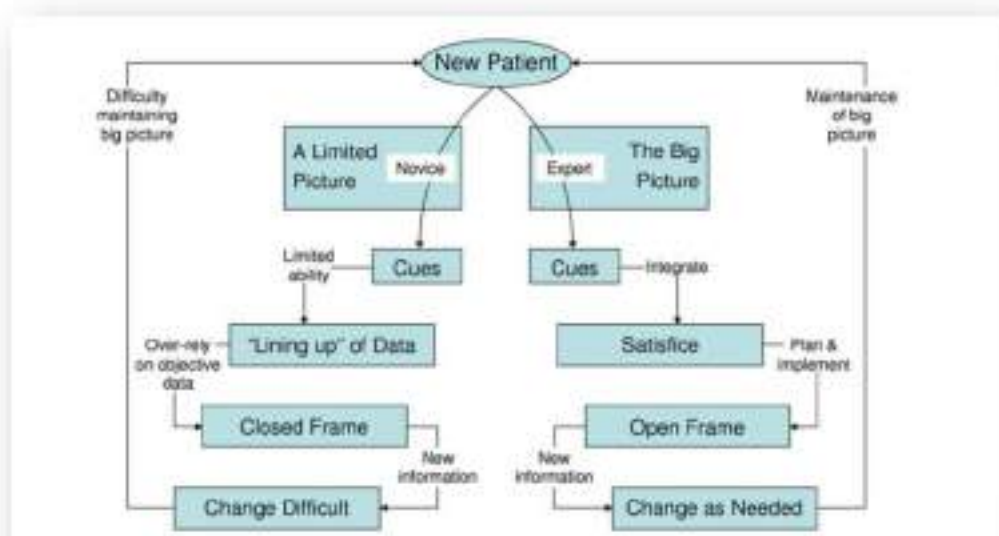 New Patient
Difficulty
maintaining
big picture
Maintenance
of big
picture
A Limited
Picture
Novice
Expert
The Big
Picture
Limited
ability
Cues
Cues
Integrate
Over-rely
on objective
data
"Lining up" of Data
Satisfice
Plan &
implement
Closed Frame
Open Frame
New
information
New
information
Change Difficult
Change as Needed